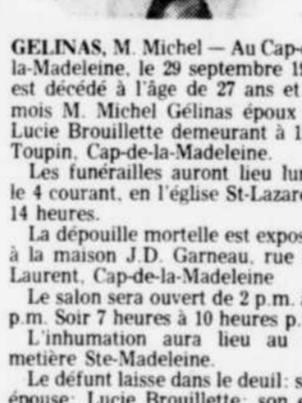 GELINAS, M. Michel — Au Cap-
la-Madeleine, le 29 septembre
est décédé à l'âge de 27 ans et
mois M. Michel Gélinas époux
Lucie Brouillette demeurant à
Toupin, Cap-de-la-Madeleine.
Les funérailles auront lieu
le 4 courant, en l'église St-Lazare
14 heures.
La dépouille mortelle est
à la maison J.D. Garneau, rue
Laurent, Cap-de-la-Madeleine
Le salon sera ouvert de 2 p.m.
p.m. Soir 7 heures à 10 heures p.
L'inhumation aura lieu au
metière Ste-Madeleine.
Le défunt laisse dans le deuil:
épouse: Lucie Brouillette; son